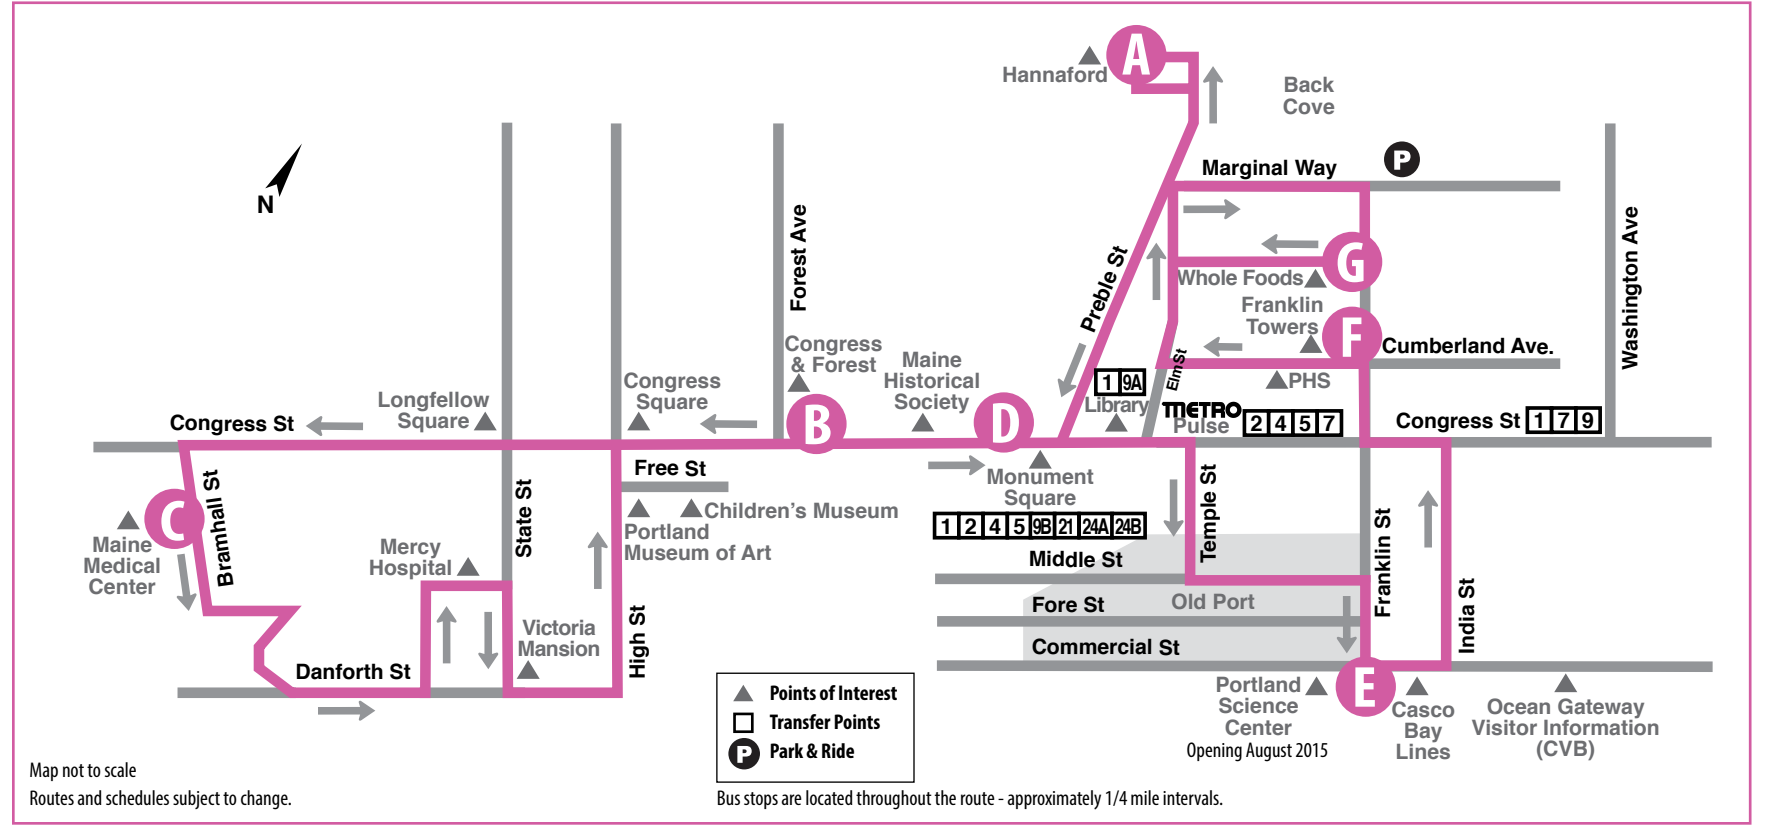 A
Hannaford
Back
Cove
Marginal Way
P
N
Forest Ave
Preble St
Washington Ave
G
Whole Foods
Franklin
Towers
F
Cumberland Ave.
Elm St
PHS
Congress
& Forest
Maine
Historical
Society
1 9A
Library
METRO
Pulse
2 4 5 7
Congress St 1 7 9
Congress
Square
Longfellow
Square
Congress St
B
D
Free St
Monument
Square
1 2 4 5 9B 21 24A 24B
Temple St
Bramhall St
C
Maine
Medical
Center
State St
Children's Museum
Portland
Museum of Art
Mercy
Hospital
Middle St
Fore St
Old Port
Commercial St
Franklin St
India St
Victoria
Mansion
High St
Danforth St
E
Portland
Science
Center
Opening August 2015
Casco
Bay
Lines
Ocean Gateway
Visitor Information
(CVB)
Points of Interest
Transfer Points
P Park & Ride
Map not to scale
Routes and schedules subject to change.
Bus stops are located throughout the route - approximately 1/4 mile intervals.